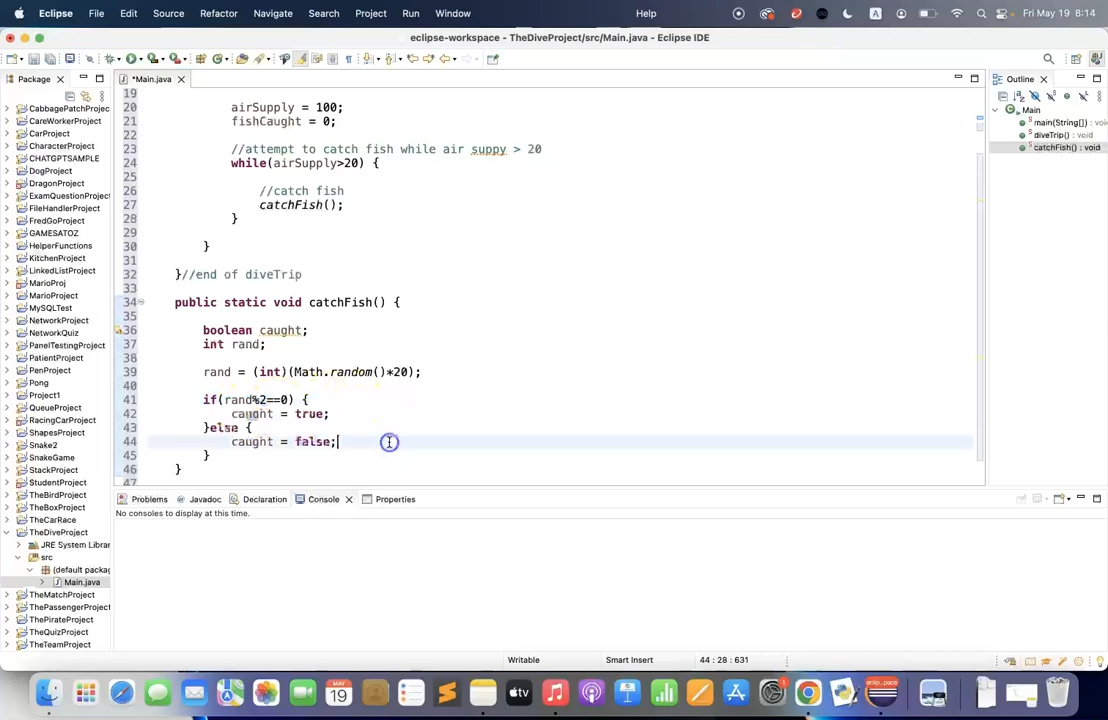 Eclipse File Edit Source Refactor Navigate Search Project Run Window Help Fri May 19 8:14
eclipse-workspace - TheDiveProject/src/Main.java - Eclipse IDE
Package
*Main.java
Outline
CabbagePatchProjec
CareWorkerProject
CarProject
CharacterProject
CHATGPTSAMPLE
DogProject
DragonProject
ExamQuestionProject
FileHandlerProject
FredGoProject
GAMESATOZ
HelperFunctions
KitchenProject
LinkedListProject
MarioProj
MarioProject
MySQLTest
NetworkProject
NetworkQuiz
PanelTestingProject
PatientProject
PenProject
Pong
Project1
QueueProject
RacingCarProject
ShapesProject
Snake2
SnakeGame
StackProject
StudentProject
TheBirdProject
TheBoxProject
TheCarRace
TheDiveProject
JRE System Librar
src
(default packag
Main.java
TheMatchProject
ThePassengerProject
ThePirateProject
TheQuizProject
TheTeamProject
19
20 airSupply = 100;
21 fishCaught = 0;
22
23 //attempt to catch fish while air suppy > 20
24 while(airSupply>20) {
25
26 //catch fish
27 catchFish();
28 }
29
30 }
31
32 }//end of diveTrip
33
34 public static void catchFish() {
35
36 boolean caught;
37 int rand;
38
39 rand = (int)(Math.random()*20);
40
41 if(rand%2==0) {
42 caught = true;
43 }else {
44 caught = false;
45 }
46 }
47
Main
main(String[]) : void
diveTrip() : void
catchFish() : void
Problems Javadoc Declaration Console Properties
No consoles to display at this time.
Writable Smart Insert 44 : 28 : 631
MAY
19
tv